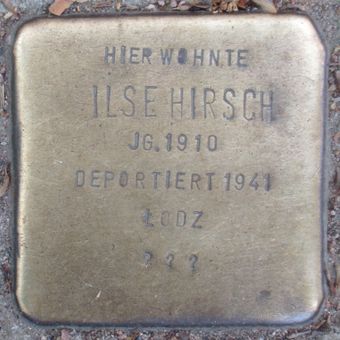 HIER WOHNTE
ILSE HIRSCH
JG. 1910
DEPORTIERT 1941
LODZ
? ? ?